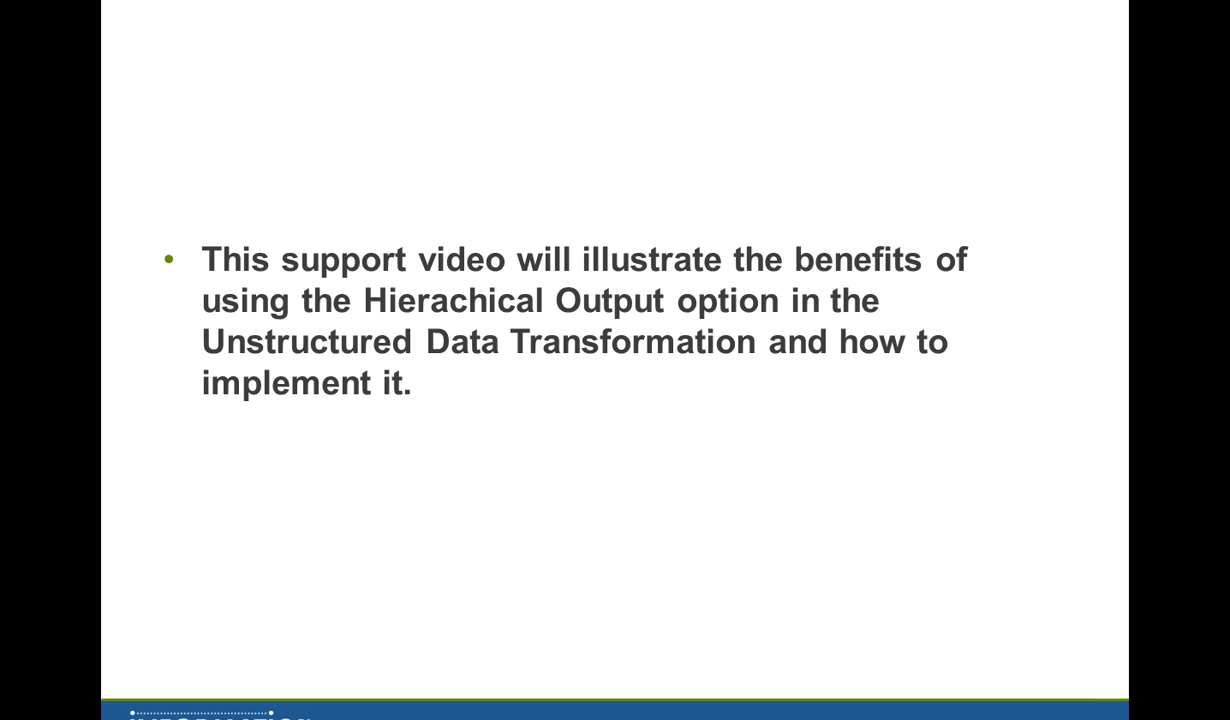 • This support video will illustrate the benefits of
using the Hierachical Output option in the
Unstructured Data Transformation and how to
implement it.